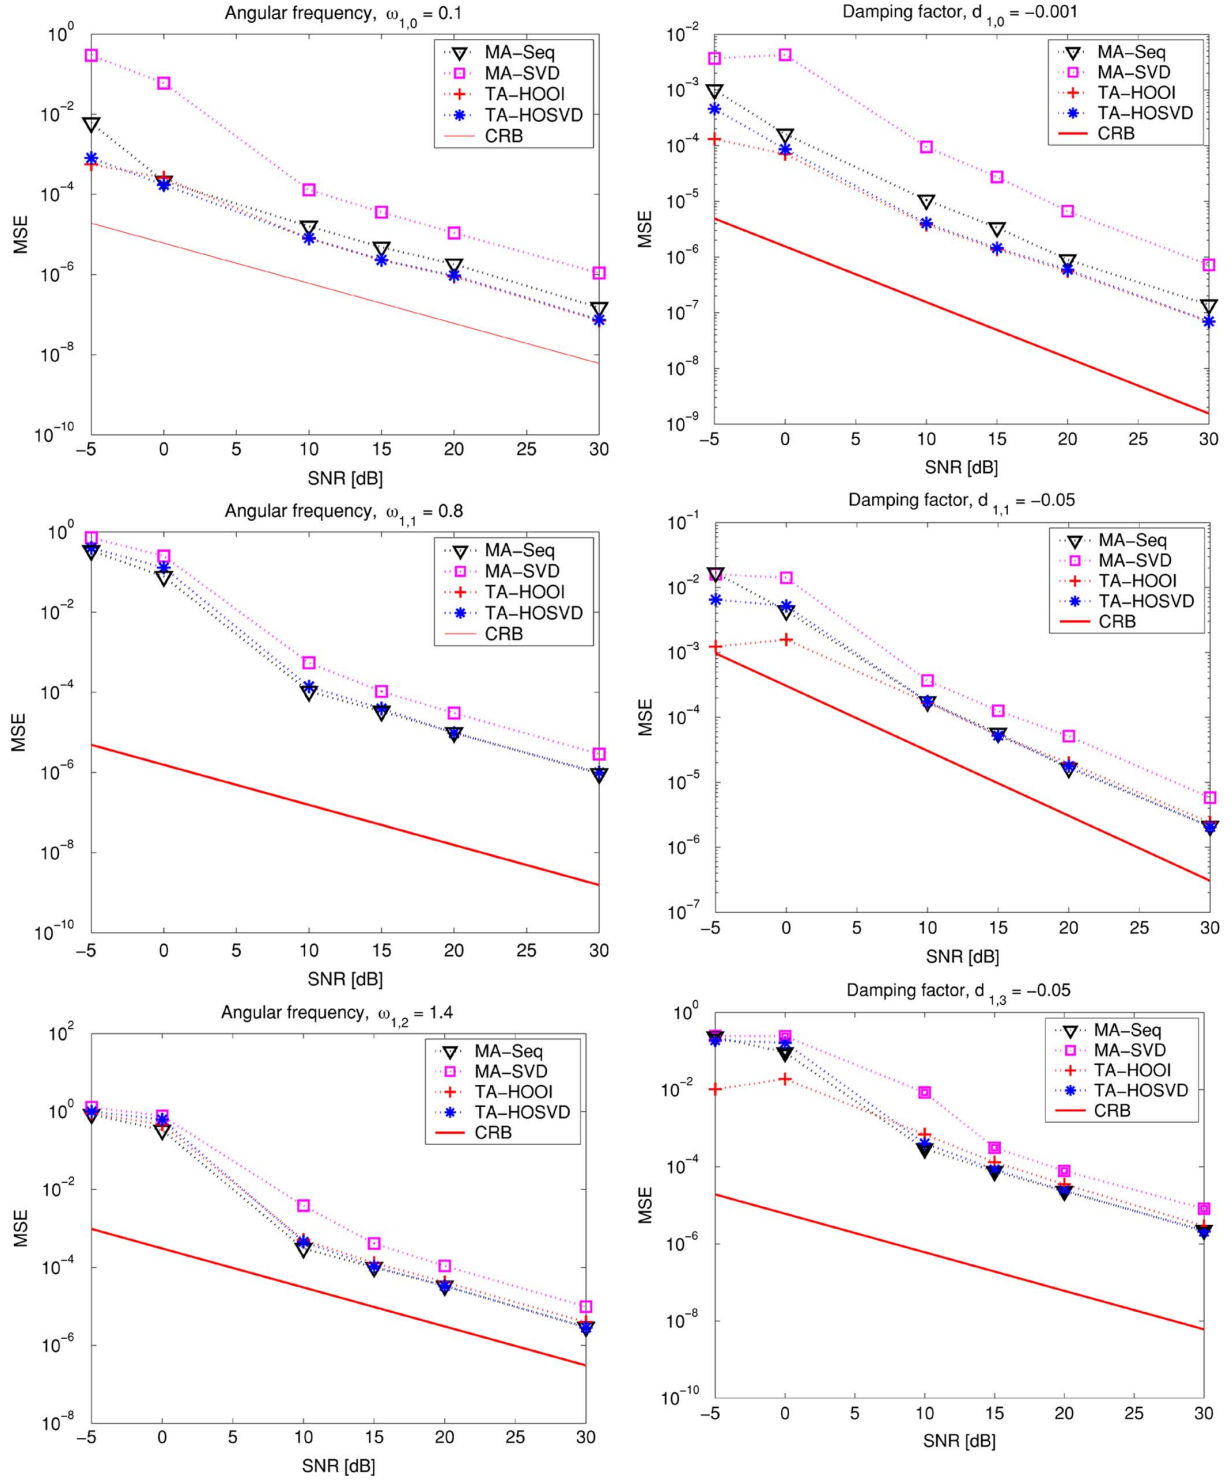 Angular frequency, ω1,0 = 0.1
MA−Seq
MA−SVD
TA−HOOI
TA−HOSVD
CRB
10^0
10^−2
10^−4
10^−6
10^−8
10^−10
MSE
−5 0 5 10 15 20 25 30
SNR [dB]
Damping factor, d1,0 = −0.001
MA−Seq
MA−SVD
TA−HOOI
TA−HOSVD
CRB
10^−2
10^−3
10^−4
10^−5
10^−6
10^−7
10^−8
10^−9
MSE
−5 0 5 10 15 20 25 30
SNR [dB]
Angular frequency, ω1,1 = 0.8
MA−Seq
MA−SVD
TA−HOOI
TA−HOSVD
CRB
10^0
10^−2
10^−4
10^−6
10^−8
10^−10
MSE
−5 0 5 10 15 20 25 30
SNR [dB]
Damping factor, d1,1 = −0.05
MA−Seq
MA−SVD
TA−HOOI
TA−HOSVD
CRB
10^−1
10^−2
10^−3
10^−4
10^−5
10^−6
10^−7
MSE
−5 0 5 10 15 20 25 30
SNR [dB]
Angular frequency, ω1,2 = 1.4
MA−Seq
MA−SVD
TA−HOOI
TA−HOSVD
CRB
10^2
10^0
10^−2
10^−4
10^−6
10^−8
MSE
−5 0 5 10 15 20 25 30
SNR [dB]
Damping factor, d1,3 = −0.05
MA−Seq
MA−SVD
TA−HOOI
TA−HOSVD
CRB
10^0
10^−2
10^−4
10^−6
10^−8
10^−10
MSE
−5 0 5 10 15 20 25 30
SNR [dB]